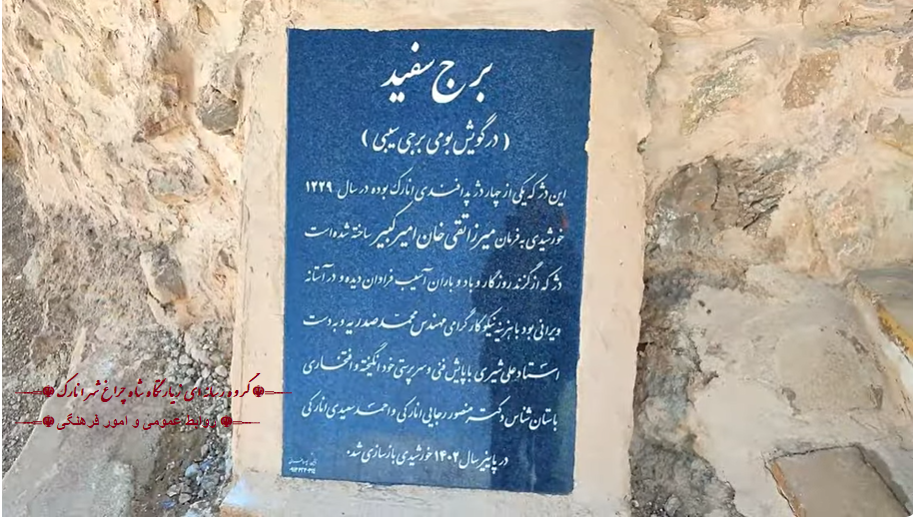 برج سفید
( در گویش بومی برجی سیبی )
این دژ که یکی از چهار دژ پدافندی انارک بوده در سال ۱۲۲۹
خورشیدی به فرمان میرزا تقی خان امیرکبیر ساخته شده است
دژ که از گزند روزگار و باد و باران آسیب فراوان دیده و در آستانه
ویرانی بود با هزینه نیکوکار گرامی مهندس محمد صدریه و به دست
استاد علی شیری با پایش فنی و سرپرستی خود انگیخته و افتخاری
باستان شناس دکتر منصور رجایی انارکی و احمد سعیدی انارکی
در پاییز سال ۱۴۰۲ خورشیدی بازسازی شد.
گروه رسانه ای زیارتگاه شاه چراغ شهر انارک
روابط عمومی و امور فرهنگی